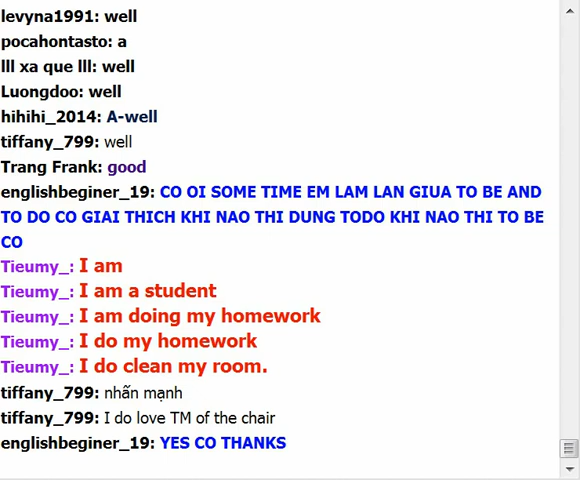 levyna1991: well
pocahontasto: a
lll xa que lll: well
Luongdoo: well
hihihi_2014: A-well
tiffany_799: well
Trang Frank: good
englishbeginer_19: CO OI SOME TIME EM LAM LAN GIUA TO BE AND
TO DO CO GIAI THICH KHI NAO THI DUNG TODO KHI NAO THI TO BE
CO
Tieumy_: I am
Tieumy_: I am a student
Tieumy_: I am doing my homework
Tieumy_: I do my homework
Tieumy_: I do clean my room.
tiffany_799: nhấn mạnh
tiffany_799: I do love TM of the chair
englishbeginer_19: YES CO THANKS